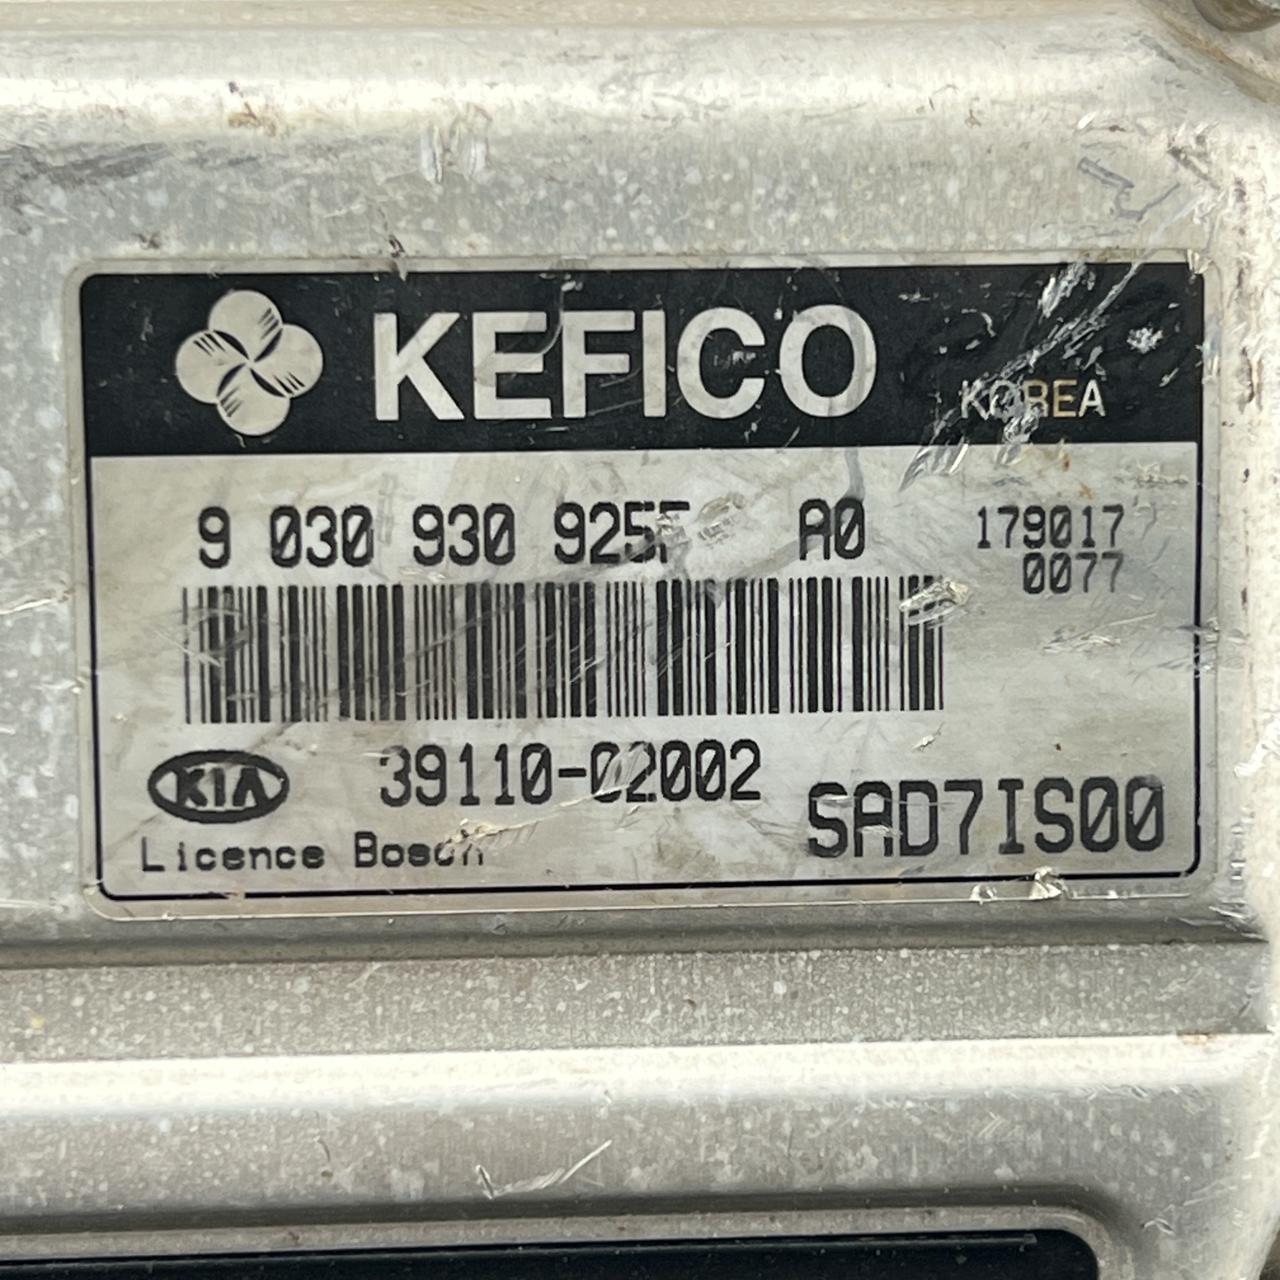 KEFICO KOREA
9 030 930 925F A0 179017
0077
KIA 39110-02002
SAD7IS00
Licence Bosch